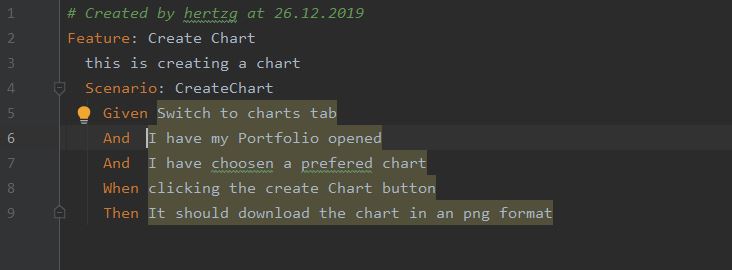 1 # Created by hertzg at 26.12.2019
2 Feature: Create Chart
3 this is creating a chart
4 Scenario: CreateChart
5 Given Switch to charts tab
6 And I have my Portfolio opened
7 And I have choosen a prefered chart
8 When clicking the create Chart button
9 Then It should download the chart in an png format